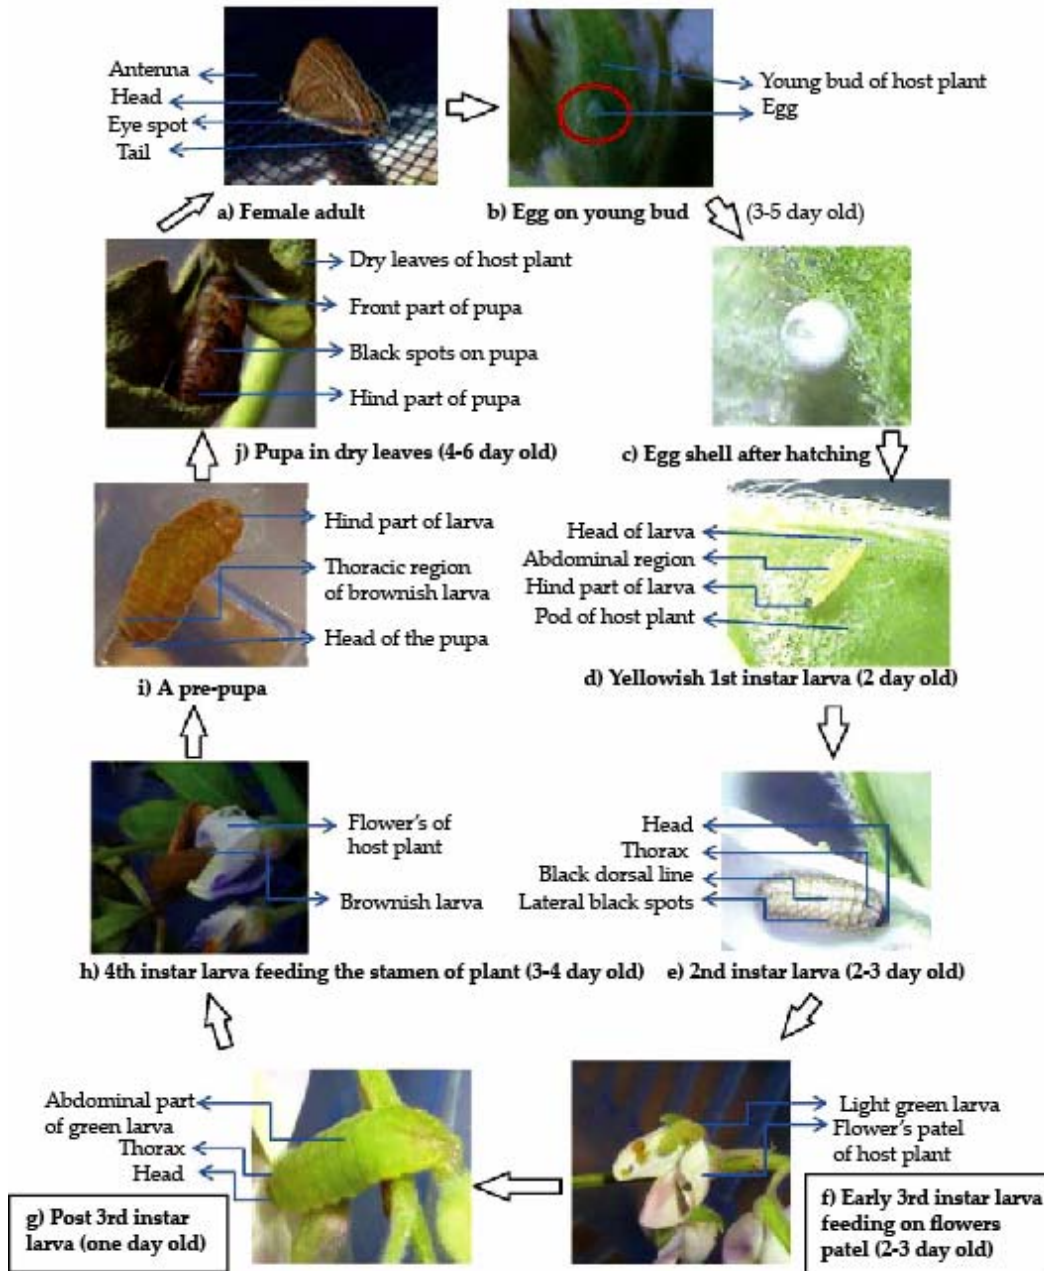 Antenna
Head
Eye spot
Tail
a) Female adult
Young bud of host plant
Egg
b) Egg on young bud
(3-5 day old)
c) Egg shell after hatching
Head of larva
Abdominal region
Hind part of larva
Pod of host plant
d) Yellowish 1st instar larva (2 day old)
Head
Thorax
Black dorsal line
Lateral black spots
e) 2nd instar larva (2-3 day old)
Light green larva
Flower's patel
of host plant
f) Early 3rd instar larva
feeding on flowers
patel (2-3 day old)
Abdominal part
of green larva
Thorax
Head
g) Post 3rd instar
larva (one day old)
Flower's of
host plant
Brownish larva
h) 4th instar larva feeding the stamen of plant (3-4 day old)
Hind part of larva
Thoracic region
of brownish larva
Head of the pupa
i) A pre-pupa
Dry leaves of host plant
Front part of pupa
Black spots on pupa
Hind part of pupa
j) Pupa in dry leaves (4-6 day old)